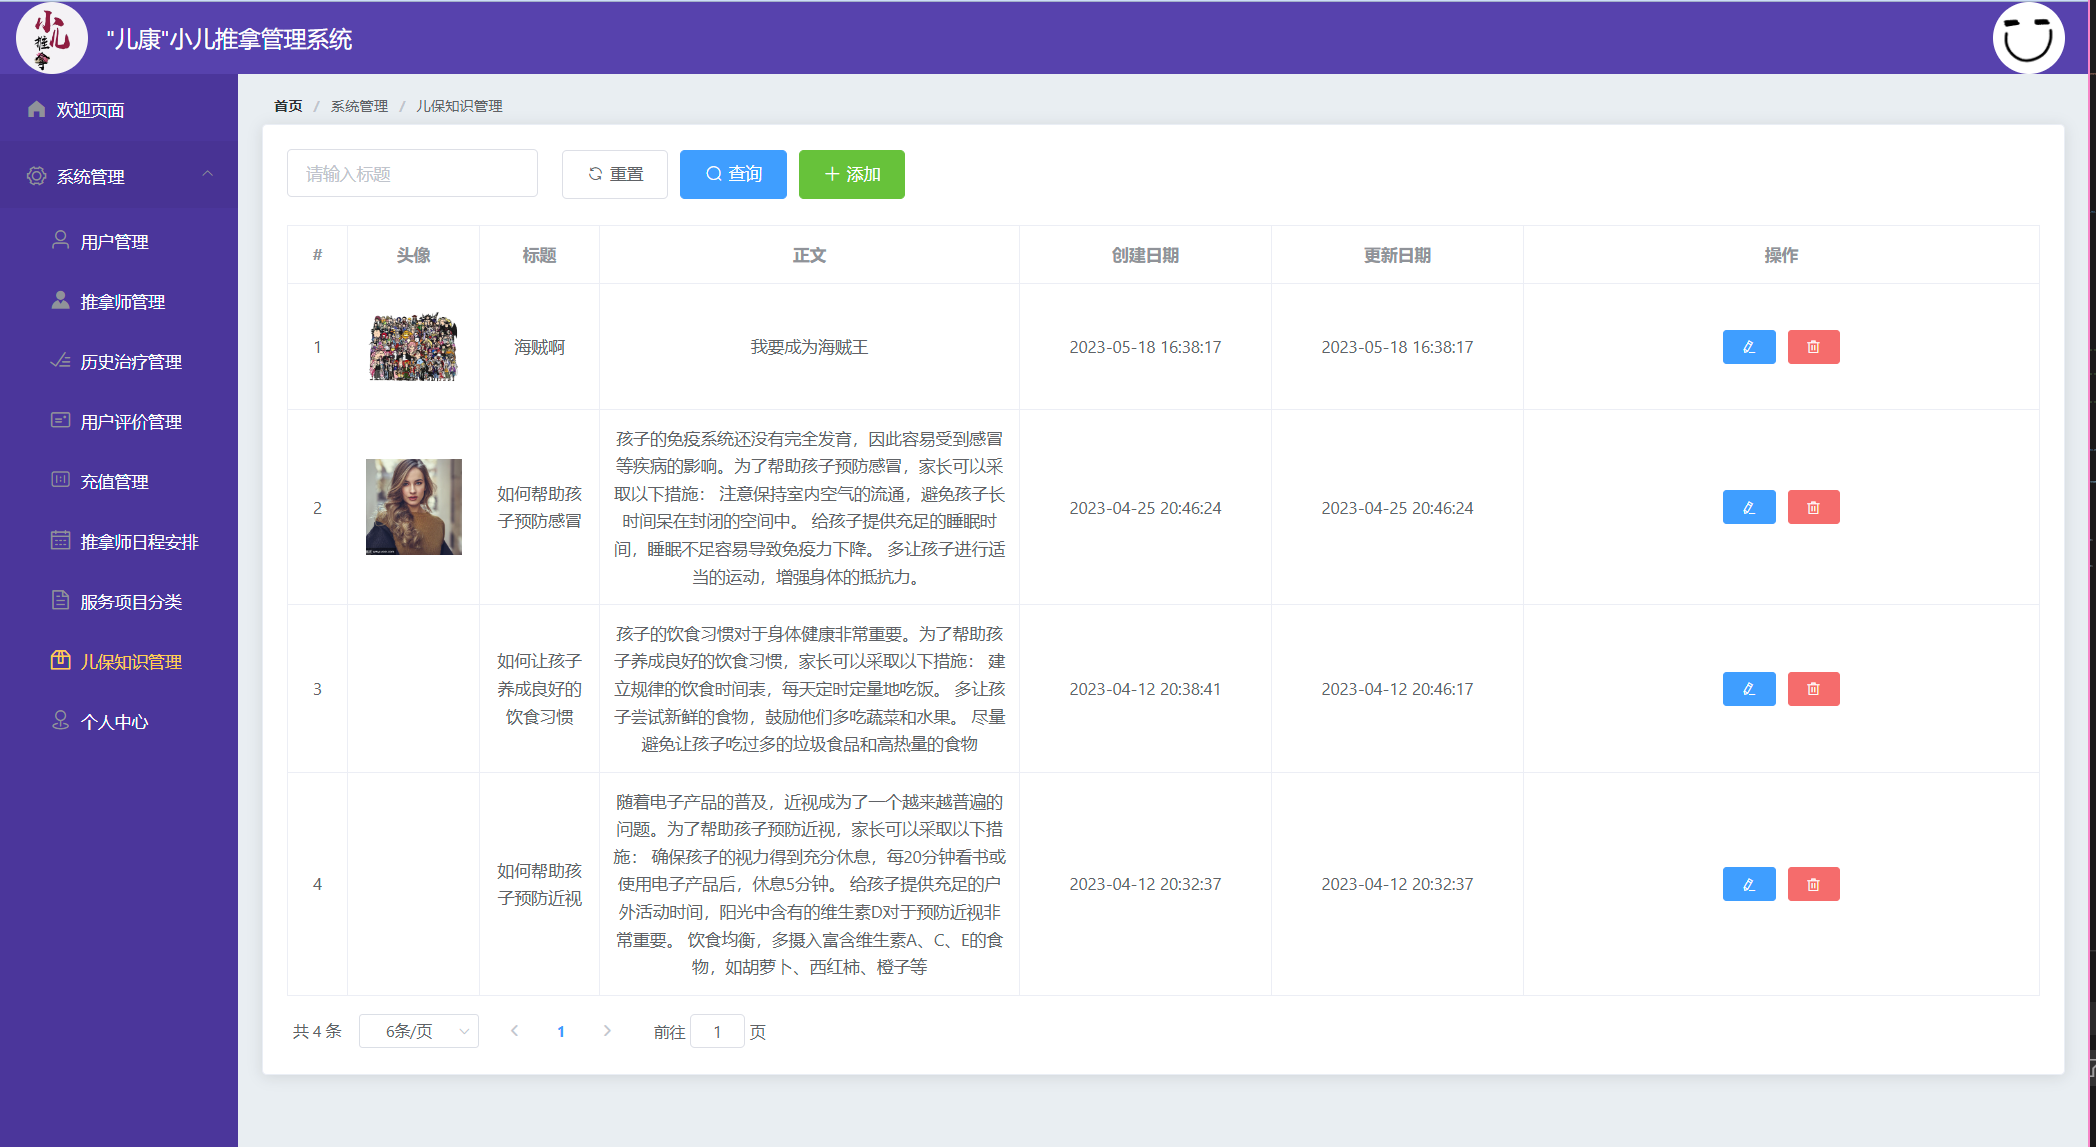 小儿推拿
"儿康"小儿推拿管理系统
欢迎页面
系统管理
用户管理
推拿师管理
历史治疗管理
用户评价管理
充值管理
推拿师日程安排
服务项目分类
儿保知识管理
个人中心
首页 / 系统管理 / 儿保知识管理
请输入标题 重置 查询 添加
# 头像 标题 正文 创建日期 更新日期 操作
1 海贼啊 我要成为海贼王 2023-05-18 16:38:17 2023-05-18 16:38:17
2
如何帮助孩
子预防感冒
孩子的免疫系统还没有完全发育，因此容易受到感冒
等疾病的影响。为了帮助孩子预防感冒，家长可以采
取以下措施： 注意保持室内空气的流通，避免孩子长
时间呆在封闭的空间中。 给孩子提供充足的睡眠时
间，睡眠不足容易导致免疫力下降。 多让孩子进行适
当的运动，增强身体的抵抗力。
2023-04-25 20:46:24 2023-04-25 20:46:24
3
如何让孩子
养成良好的
饮食习惯
孩子的饮食习惯对于身体健康非常重要。为了帮助孩
子养成良好的饮食习惯，家长可以采取以下措施： 建
立规律的饮食时间表，每天定时定量地吃饭。 多让孩
子尝试新鲜的食物，鼓励他们多吃蔬菜和水果。 尽量
避免让孩子吃过多的垃圾食品和高热量的食物
2023-04-12 20:38:41 2023-04-12 20:46:17
4
如何帮助孩
子预防近视
随着电子产品的普及，近视成为了一个越来越普遍的
问题。为了帮助孩子预防近视，家长可以采取以下措
施： 确保孩子的视力得到充分休息，每20分钟看书或
使用电子产品后，休息5分钟。 给孩子提供充足的户
外活动时间，阳光中含有的维生素D对于预防近视非
常重要。 饮食均衡，多摄入富含维生素A、C、E的食
物，如胡萝卜、西红柿、橙子等
2023-04-12 20:32:37 2023-04-12 20:32:37
共 4 条 6条/页 1 前往 1 页